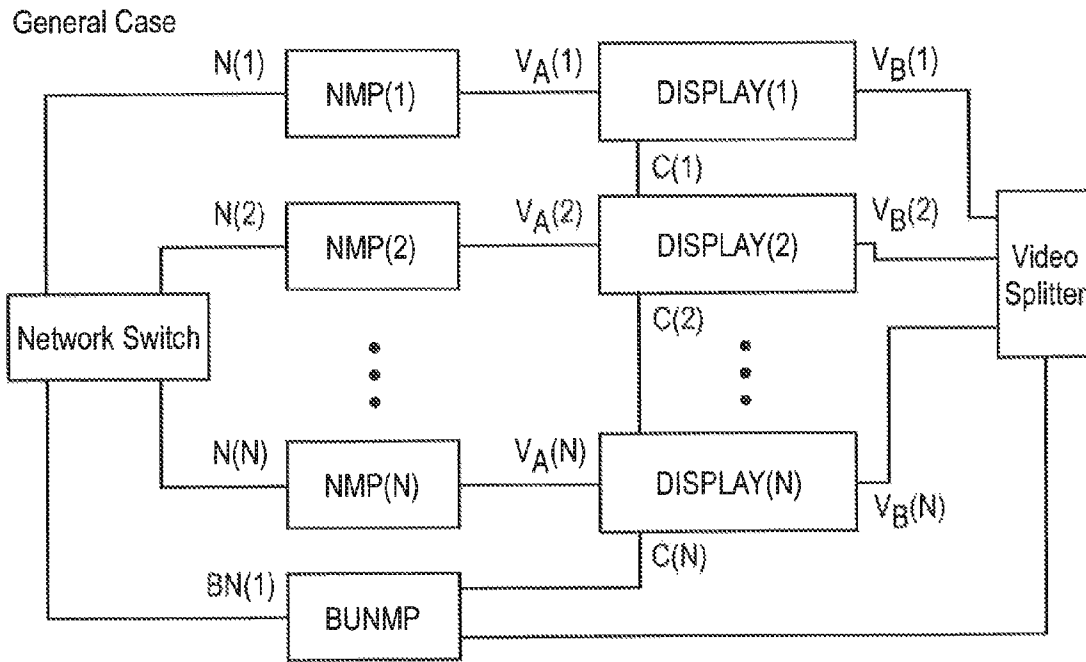 General Case
N(1)
NMP(1)
VA(1)
DISPLAY(1)
VB(1)
C(1)
N(2)
NMP(2)
VA(2)
DISPLAY(2)
VB(2)
Video
Splitter
Network Switch
C(2)
N(N)
NMP(N)
VA(N)
DISPLAY(N)
VB(N)
C(N)
BN(1)
BUNMP